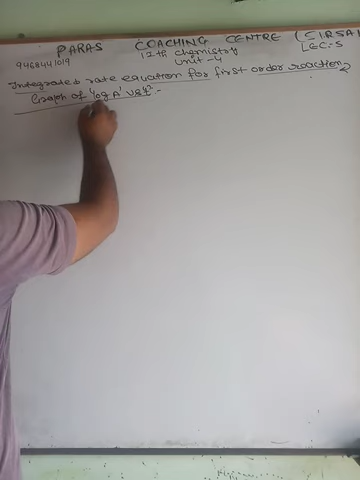 PARAS COACHING CENTRE (SIRSA)
9468441019 12th chemistry LEC:-5
Unit -4
Integrated rate equation for first order reaction
Graph of 'log A' vs 't' :-